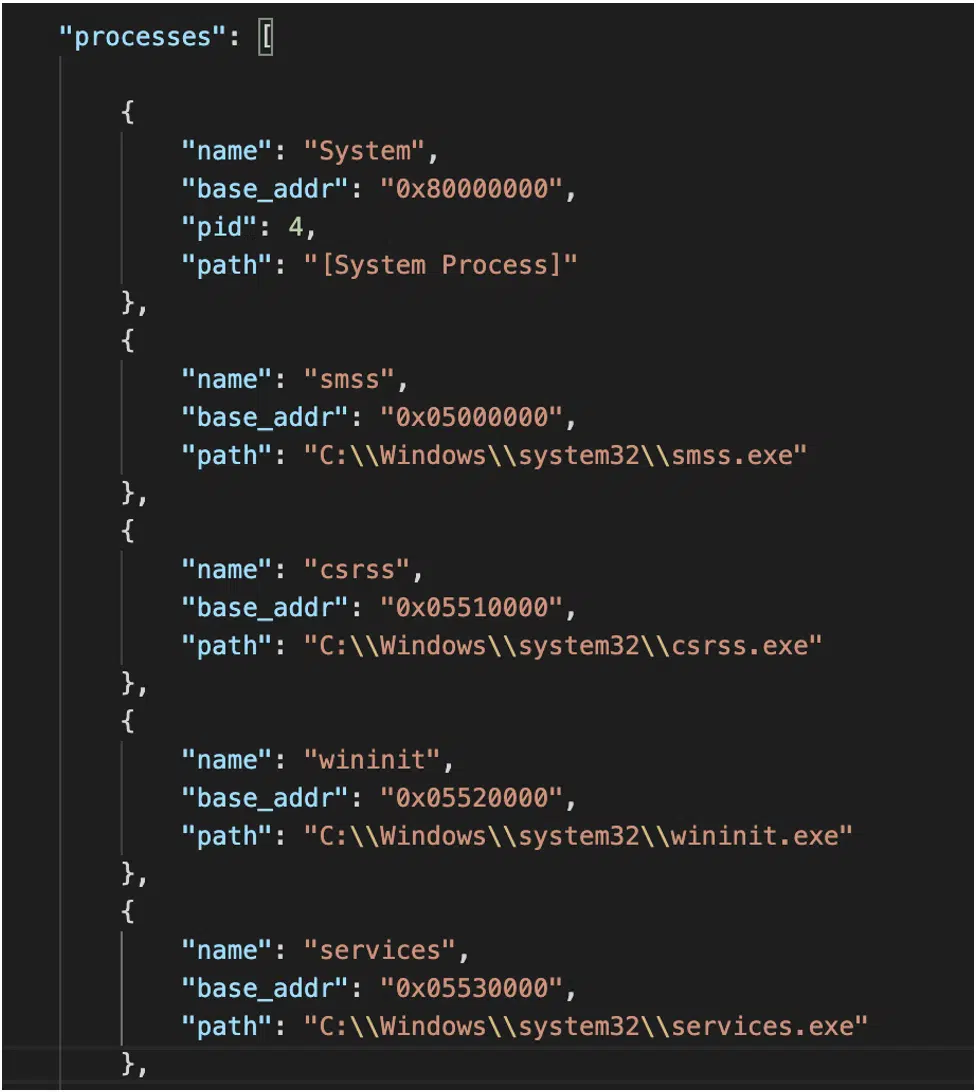 "processes": [
{
"name": "System",
"base_addr": "0x80000000",
"pid": 4,
"path": "[System Process]"
},
{
"name": "smss",
"base_addr": "0x05000000",
"path": "C:\\Windows\\system32\\smss.exe"
},
{
"name": "csrss",
"base_addr": "0x05510000",
"path": "C:\\Windows\\system32\\csrss.exe"
},
{
"name": "wininit",
"base_addr": "0x05520000",
"path": "C:\\Windows\\system32\\wininit.exe"
},
{
"name": "services",
"base_addr": "0x05530000",
"path": "C:\\Windows\\system32\\services.exe"
},